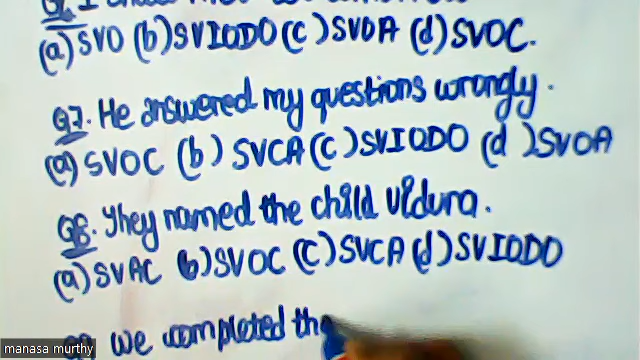 (a) SVO (b) SVIODO (c) SVOA (d) SVOC.
Q7. He answered my questions wrongly.
(a) SVOC (b) SVCA (c) SVIODO (d) SVOA
Q8. They named the child Vidura.
(a) SVAC (b) SVOC (c) SVCA (d) SVIODO
we completed the
manasa murthy